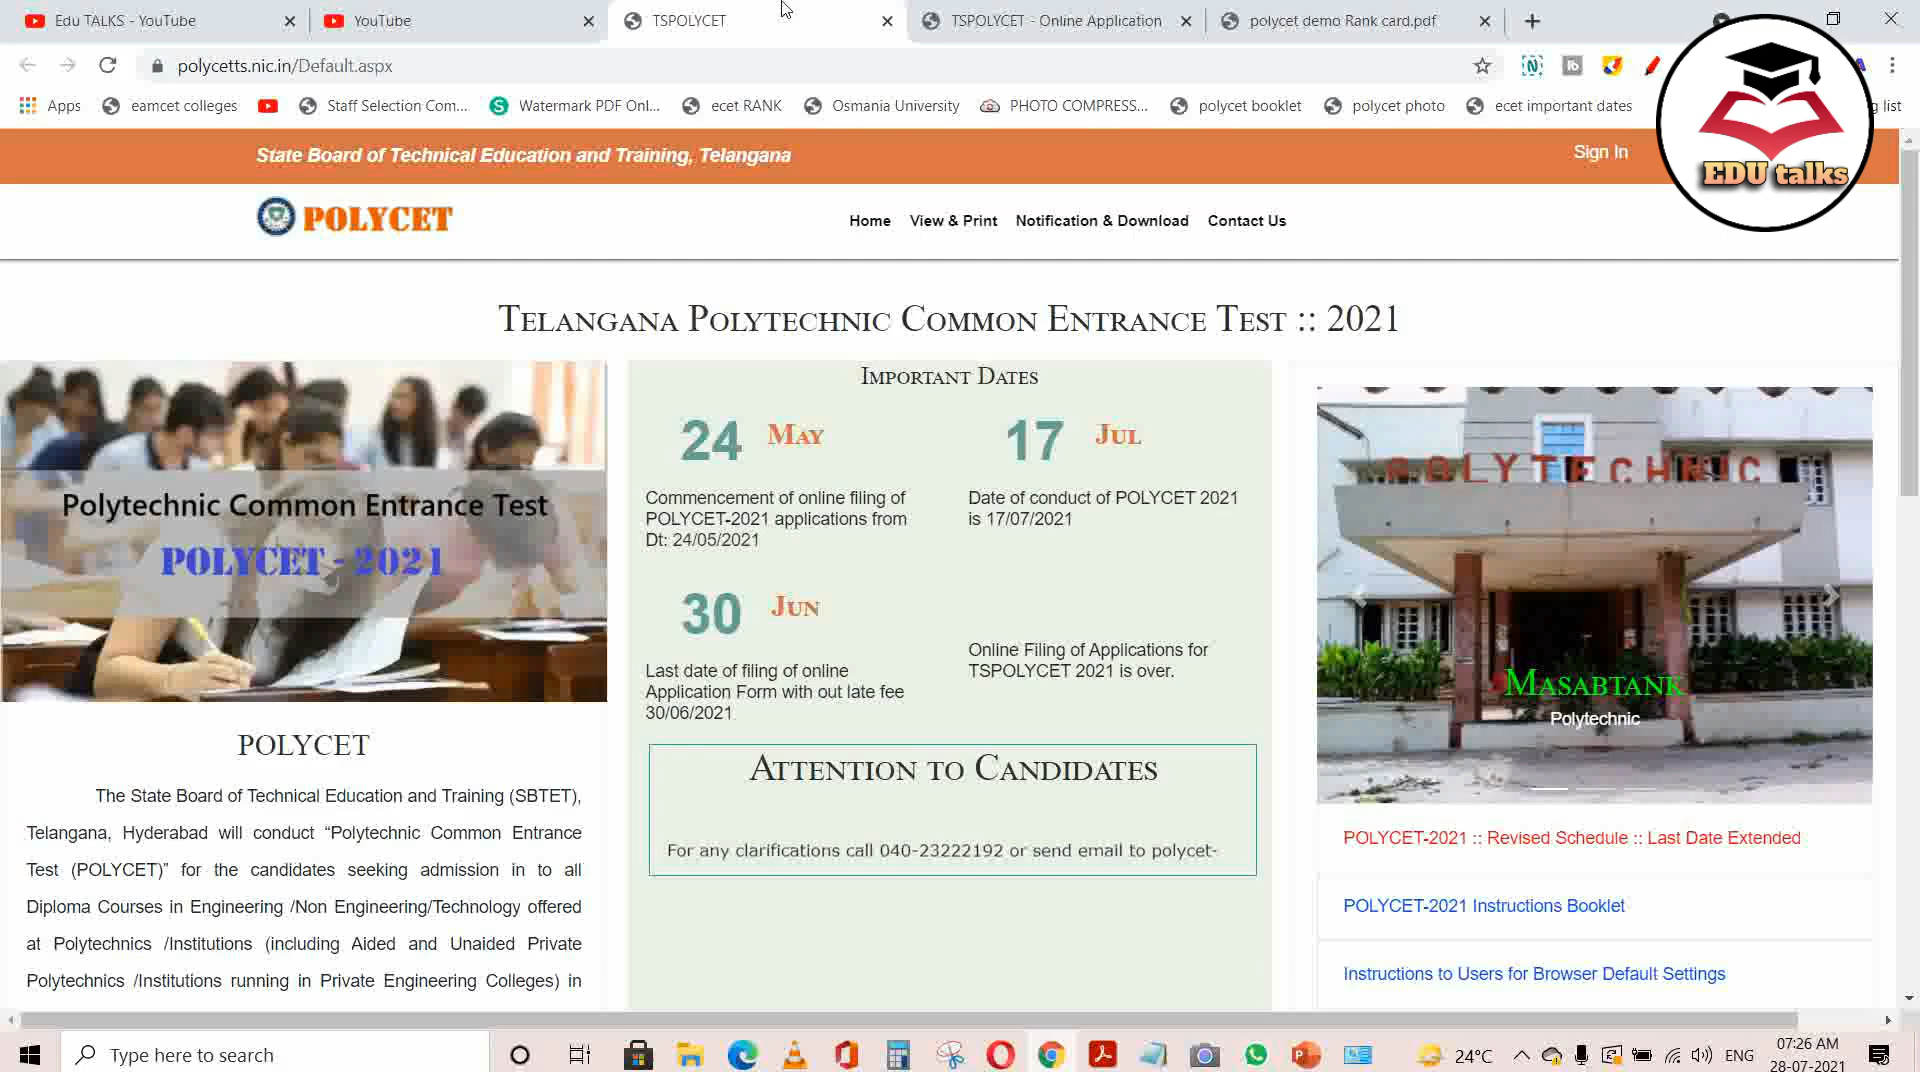 Edu TALKS - YouTube
YouTube
TSPOLYCET
TSPOLYCET - Online Application
polycet demo Rank card.pdf
polycetts.nic.in/Default.aspx
Apps
eamcet colleges
Staff Selection Com...
Watermark PDF Onl...
ecet RANK
Osmania University
PHOTO COMPRESS...
polycet booklet
polycet photo
ecet important dates
g list
EDU talks
State Board of Technical Education and Training, Telangana
Sign In
POLYCET
Home
View & Print
Notification & Download
Contact Us
TELANGANA POLYTECHNIC COMMON ENTRANCE TEST :: 2021
Polytechnic Common Entrance Test
POLYCET - 2021
POLYCET
The State Board of Technical Education and Training (SBTET),
Telangana, Hyderabad will conduct “Polytechnic Common Entrance
Test (POLYCET)” for the candidates seeking admission in to all
Diploma Courses in Engineering /Non Engineering/Technology offered
at Polytechnics /Institutions (including Aided and Unaided Private
Polytechnics /Institutions running in Private Engineering Colleges) in
IMPORTANT DATES
24 MAY
Commencement of online filing of
POLYCET-2021 applications from
Dt: 24/05/2021
17 JUL
Date of conduct of POLYCET 2021
is 17/07/2021
30 JUN
Last date of filing of online
Application Form with out late fee
30/06/2021
Online Filing of Applications for
TSPOLYCET 2021 is over.
ATTENTION TO CANDIDATES
For any clarifications call 040-23222192 or send email to polycet-
POLYTECHNIC
MASABTANK
Polytechnic
POLYCET-2021 :: Revised Schedule :: Last Date Extended
POLYCET-2021 Instructions Booklet
Instructions to Users for Browser Default Settings
Type here to search
24°C
ENG
07:26 AM
28-07-2021